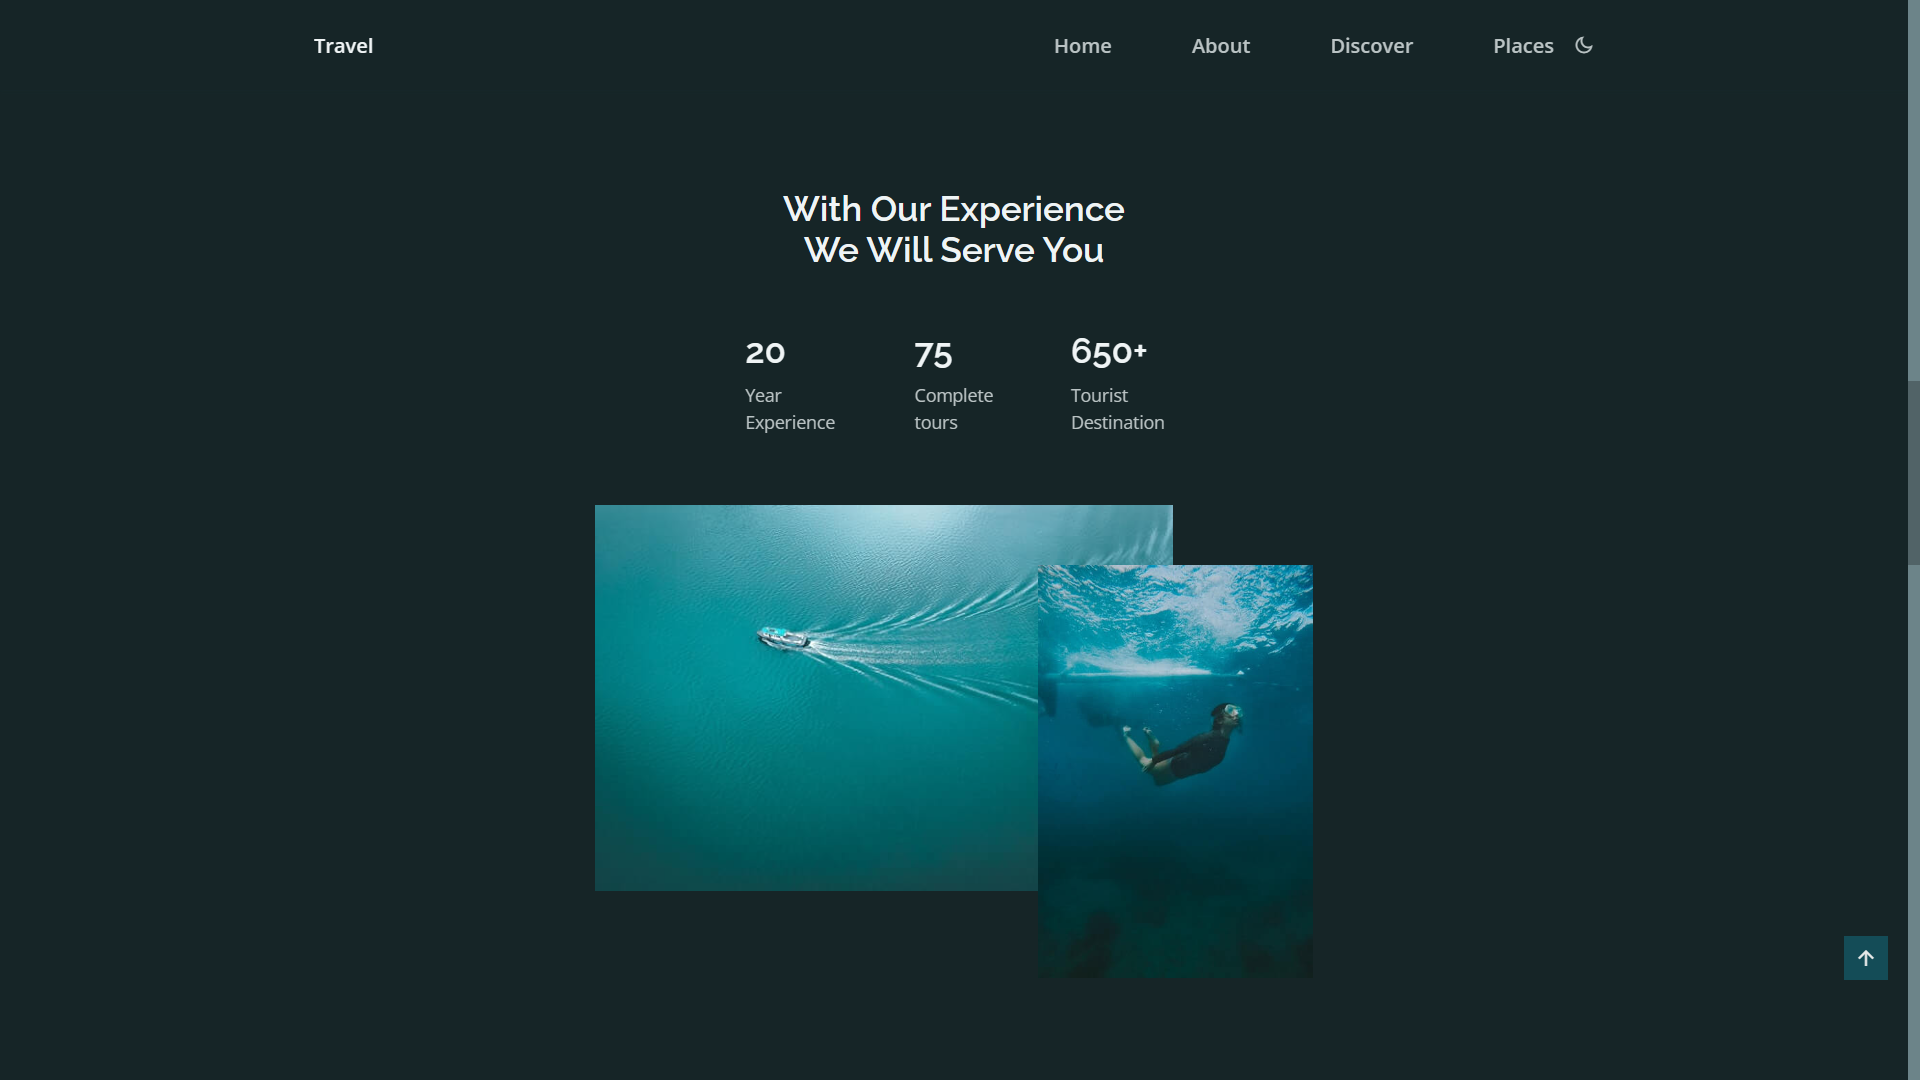 Travel
Home
About
Discover
Places
With Our Experience
We Will Serve You
20
Year
Experience
75
Complete
tours
650+
Tourist
Destination